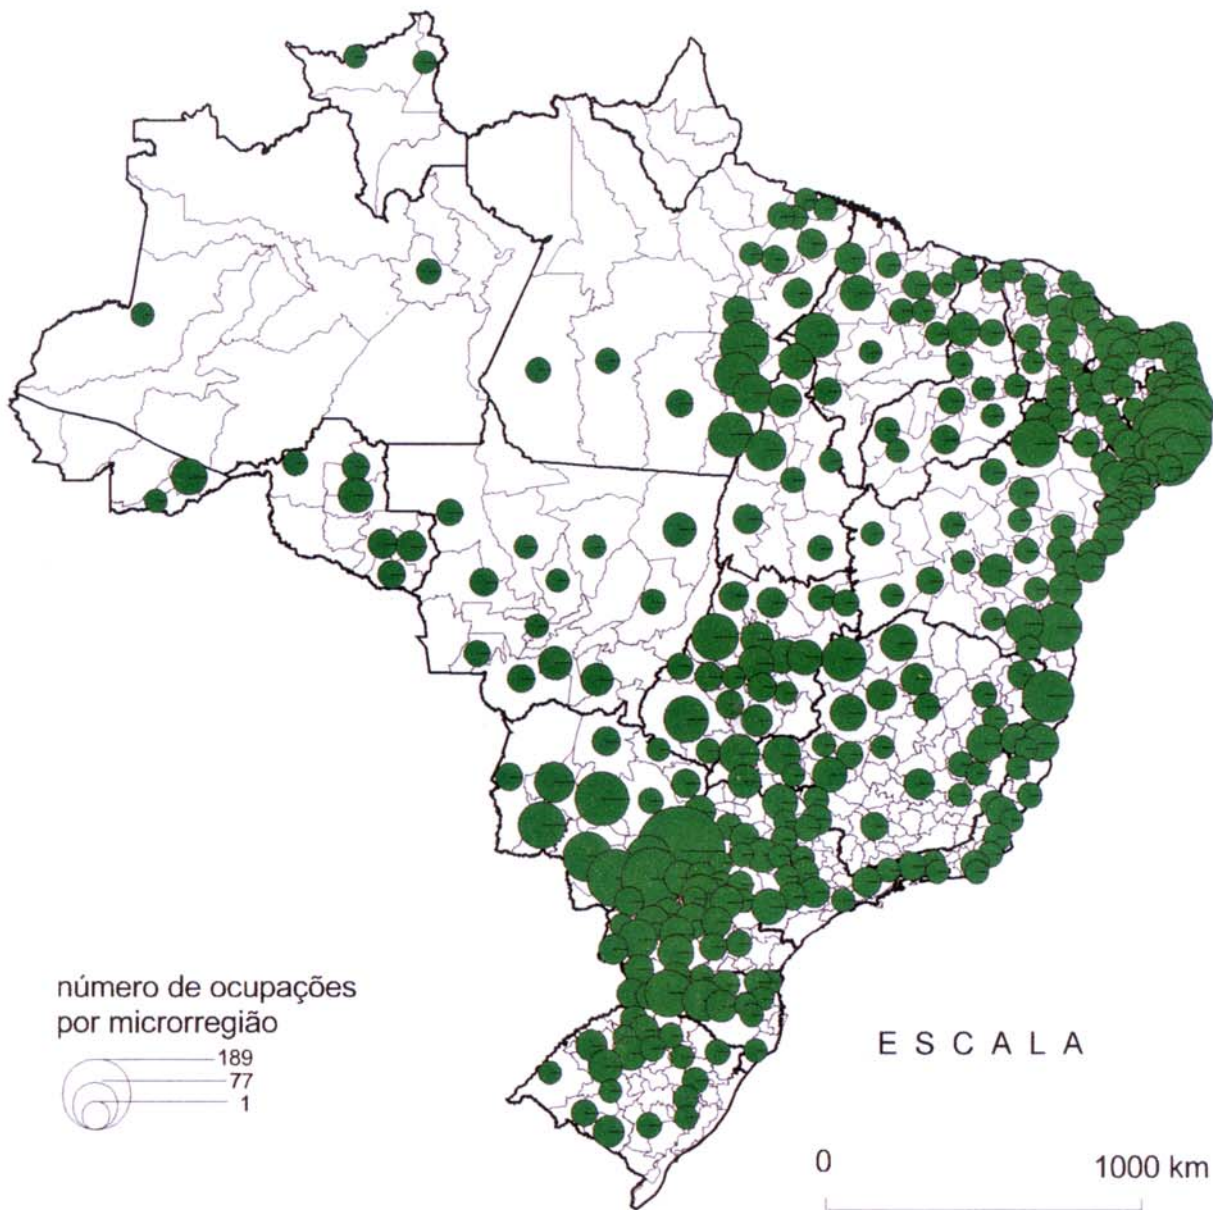 número de ocupações
por microrregião
189
77
1
E S C A L A
0 1000 km